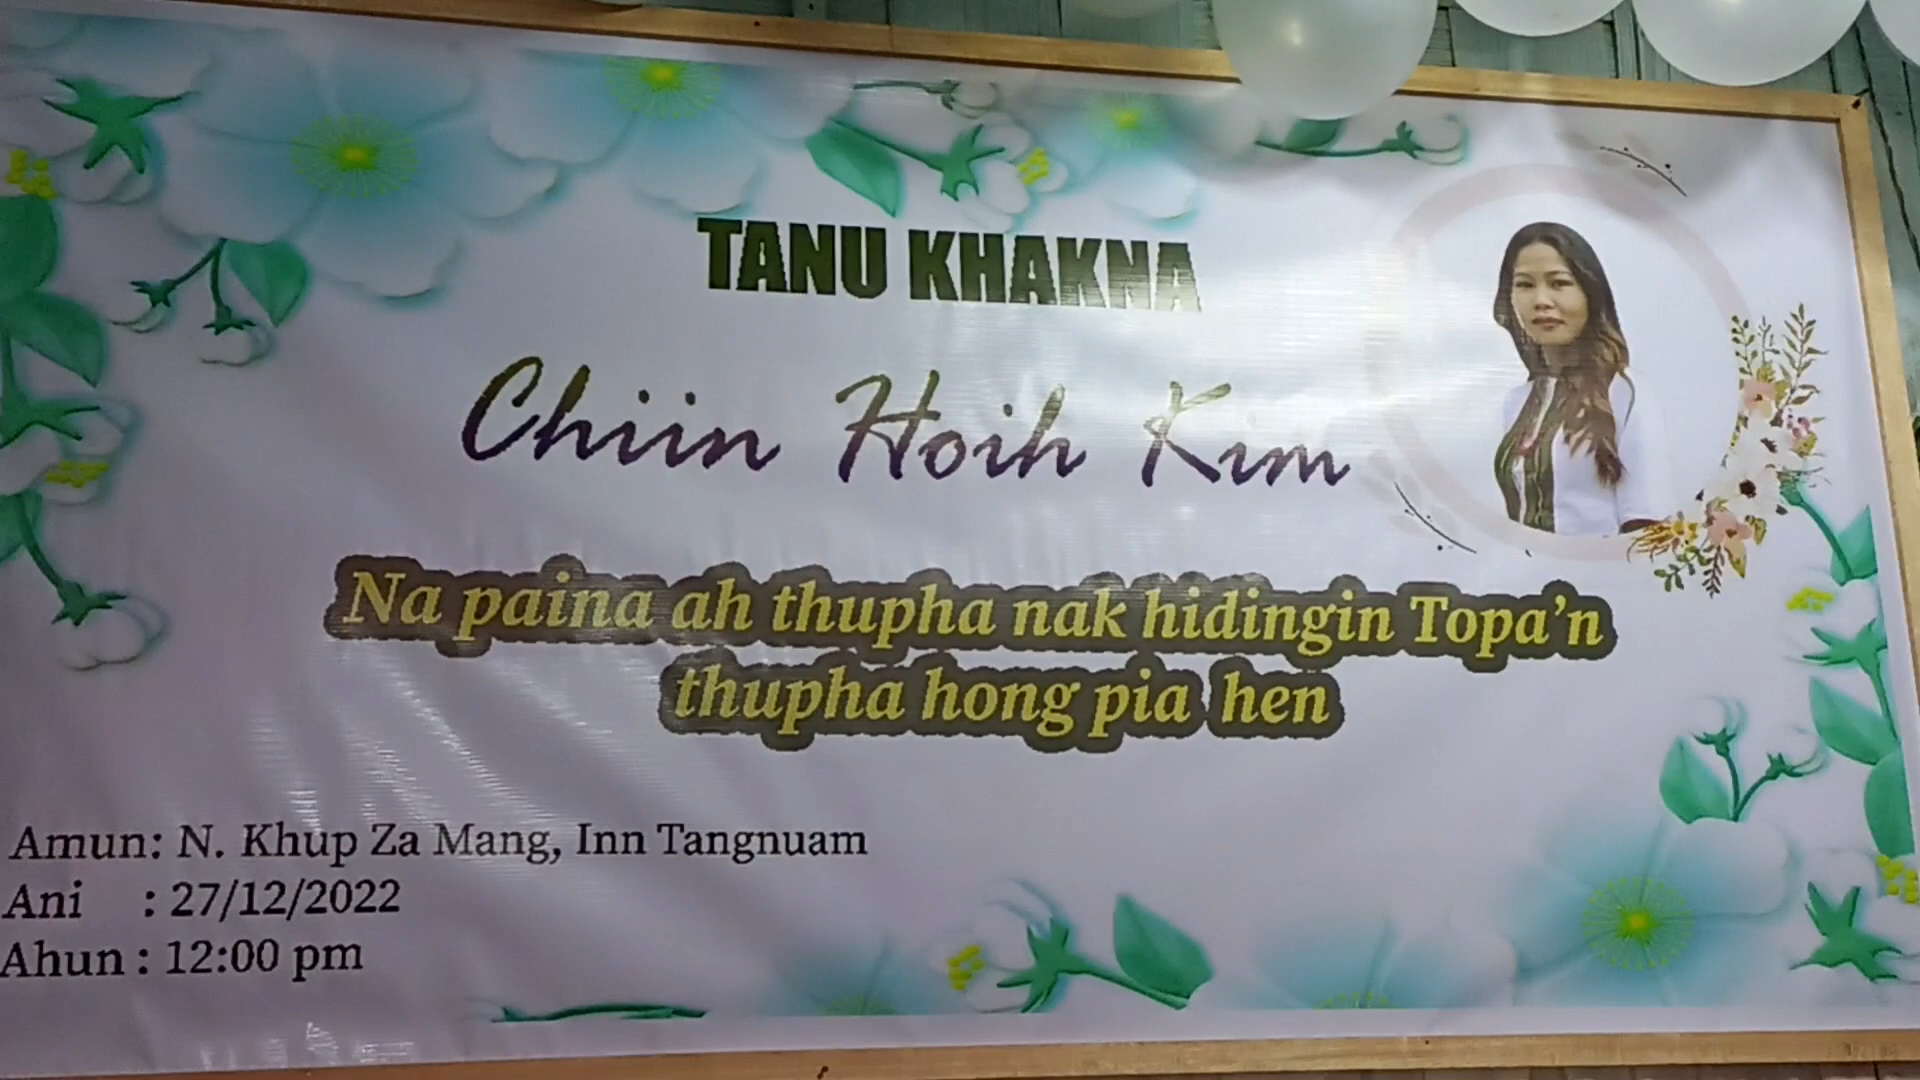 TANU KHAKNA
Chiin Hoih Kim
Na paina ah thupha nak hidingin Topa'n
thupha hong pia hen
Amun: N. Khup Za Mang, Inn Tangnuam
Ani : 27/12/2022
Ahun : 12:00 pm